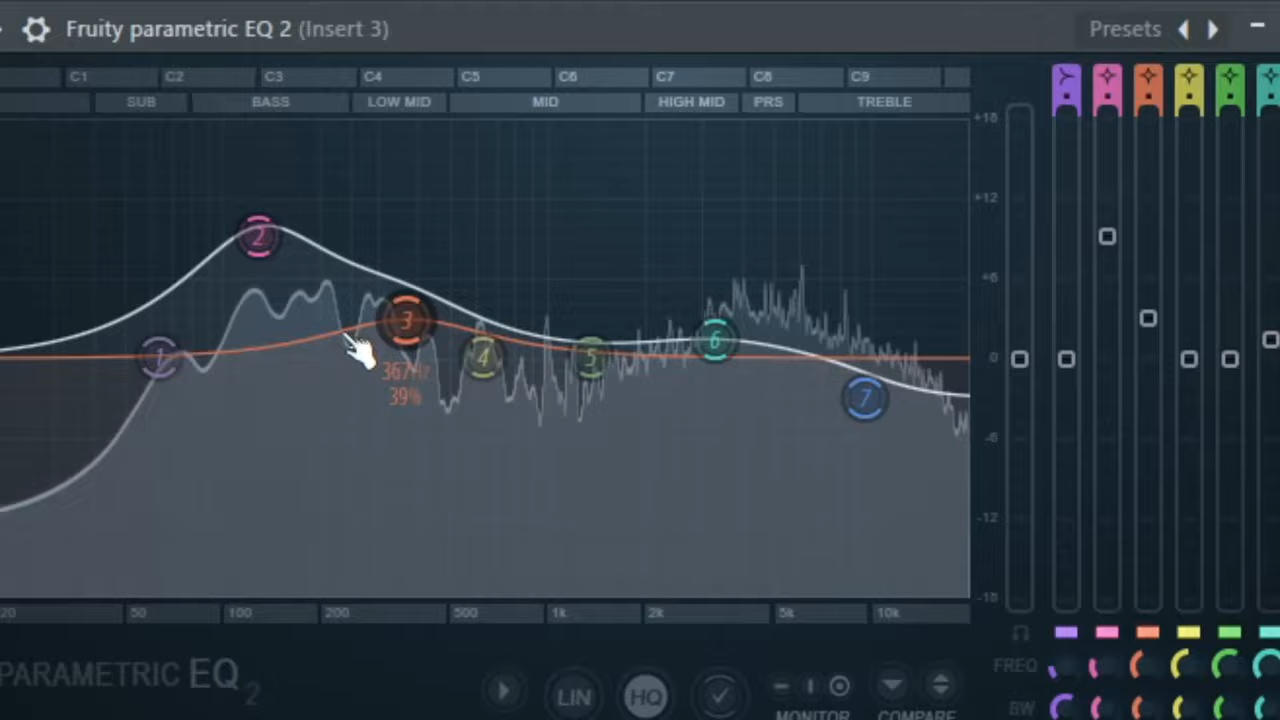 Fruity parametric EQ 2 (Insert 3)
Presets
C1 C2 C3 C4 C5 C6 C7 C8 C9
SUB BASS LOW MID MID HIGH MID PRS TREBLE
+18
+12
+6
0
-6
-12
-18
2
3
1
4
5
6
7
367Hz
39%
20 50 100 200 500 1k 2k 5k 10k
PARAMETRIC EQ 2
LIN
HQ
MONITOR
COMPARE
FREQ
BW